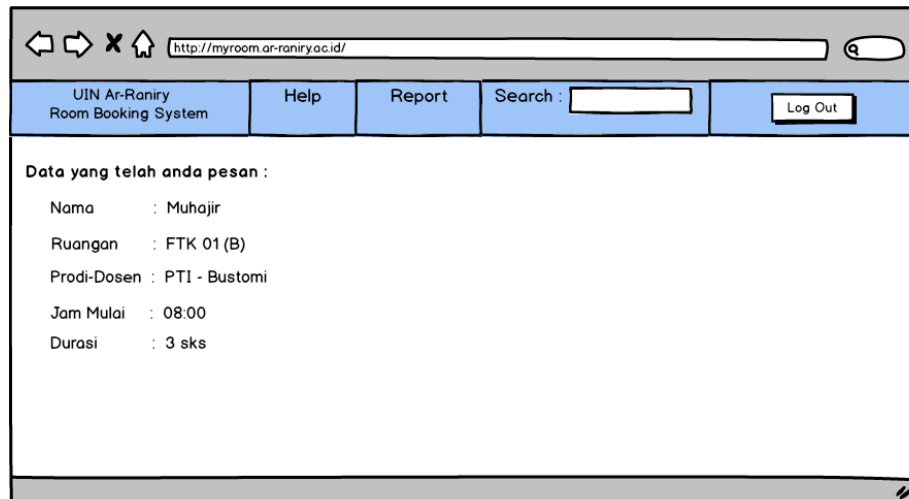 http://myroom.ar-raniry.ac.id/
UIN Ar-Raniry
Room Booking System
Help
Report
Search :
Log Out
Data yang telah anda pesan :
Nama : Muhajir
Ruangan : FTK 01 (B)
Prodi-Dosen : PTI - Bustomi
Jam Mulai : 08:00
Durasi : 3 sks